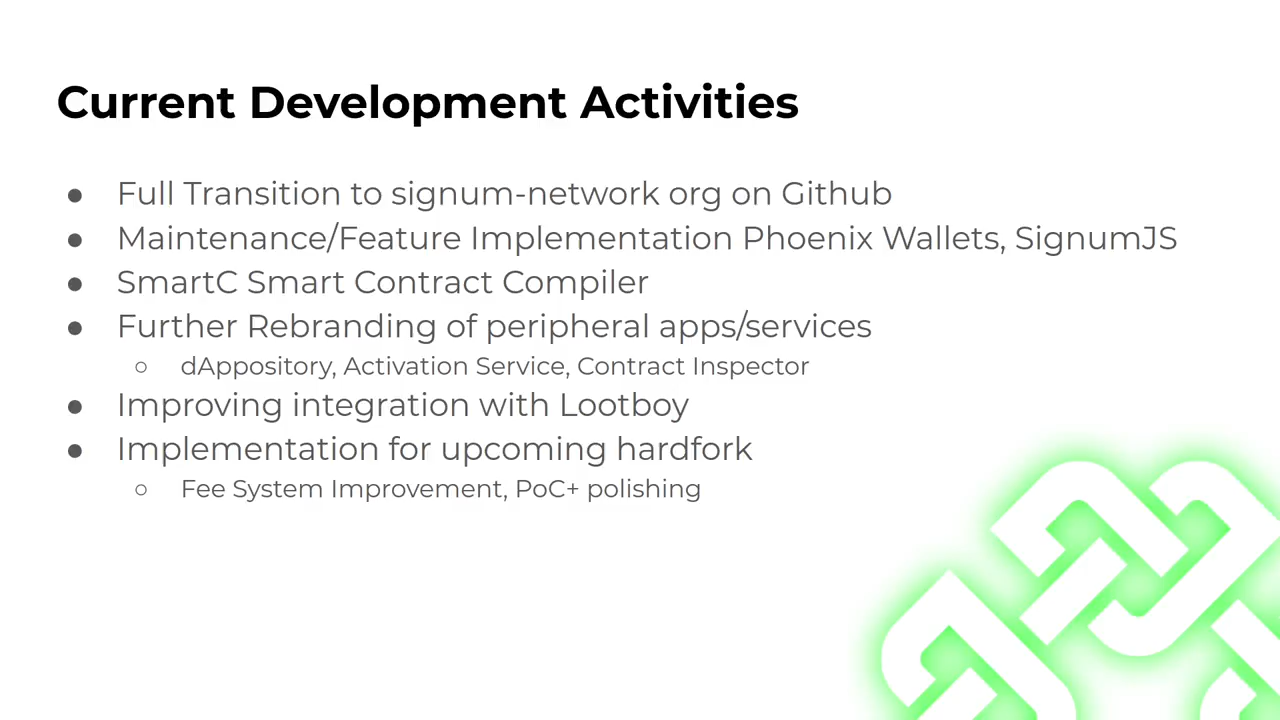 Current Development Activities
● Full Transition to signum-network org on Github
● Maintenance/Feature Implementation Phoenix Wallets, SignumJS
● SmartC Smart Contract Compiler
● Further Rebranding of peripheral apps/services
○ dAppository, Activation Service, Contract Inspector
● Improving integration with Lootboy
● Implementation for upcoming hardfork
○ Fee System Improvement, PoC+ polishing